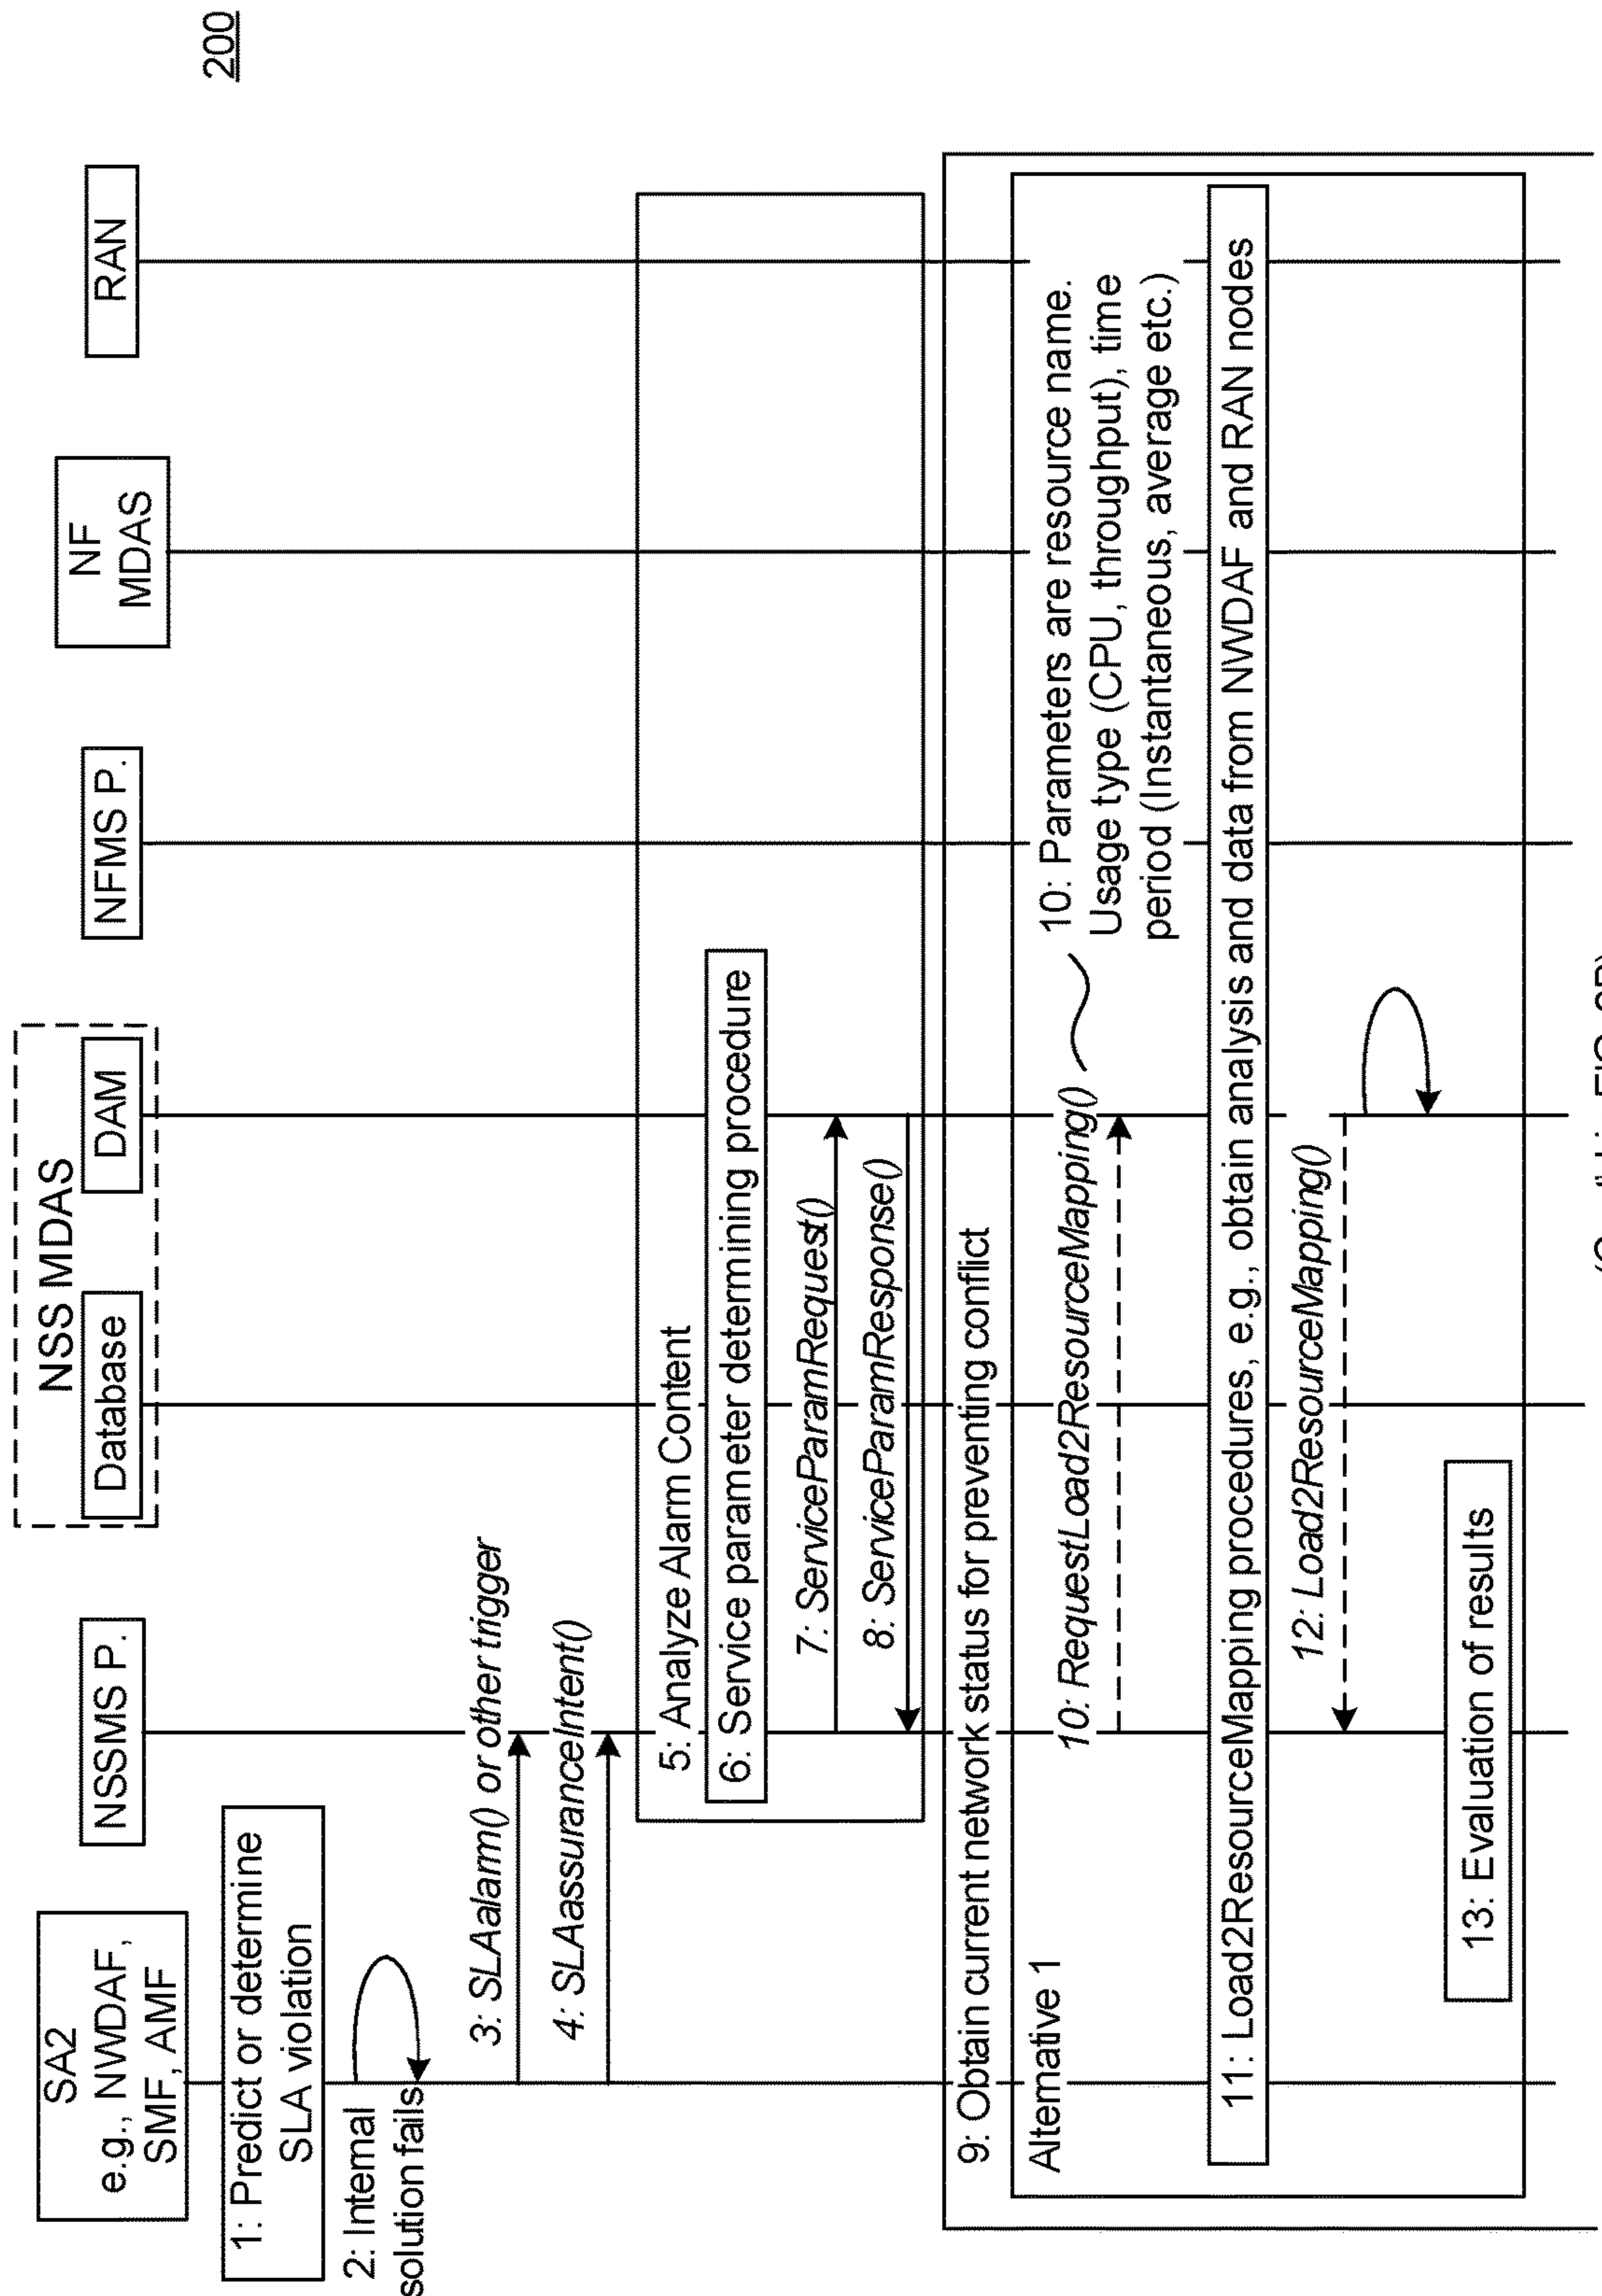 200
SA2
e.g., NWDAF,
SMF, AMF
NSSMS P.
NSS MDAS
Database
DAM
NFMS P.
NF
MDAS
RAN
1: Predict or determine
SLA violation
2: Internal
solution fails
3: SLAalarm() or other trigger
4: SLAassuranceIntent()
5: Analyze Alarm Content
6: Service parameter determining procedure
7: ServiceParamRequest()
8: ServiceParamResponse()
9: Obtain current network status for preventing conflict
Alternative 1
10: RequestLoad2ResourceMapping()
10: Parameters are resource name.
Usage type (CPU, throughput), time
period (Instantaneous, average etc.)
11: Load2ResourceMapping procedures, e.g., obtain analysis and data from NWDAF and RAN nodes
12: Load2ResourceMapping()
13: Evaluation of results